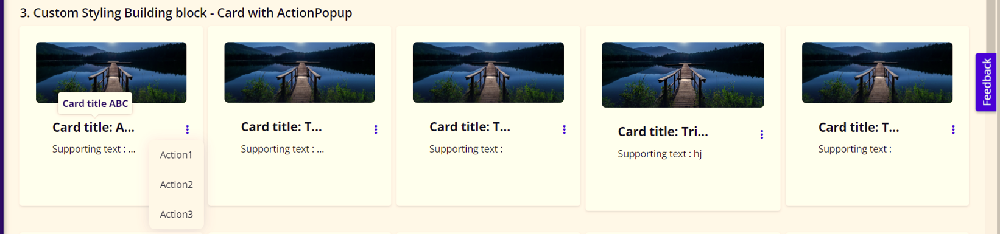 3. Custom Styling Building block - Card with ActionPopup
Card title ABC
Card title: A...
Supporting text : ...
Action1
Action2
Action3
Card title: T...
Supporting text : ...
Card title: T...
Supporting text :
Card title: Tri...
Supporting text : hj
Card title: T...
Supporting text :
Feedback